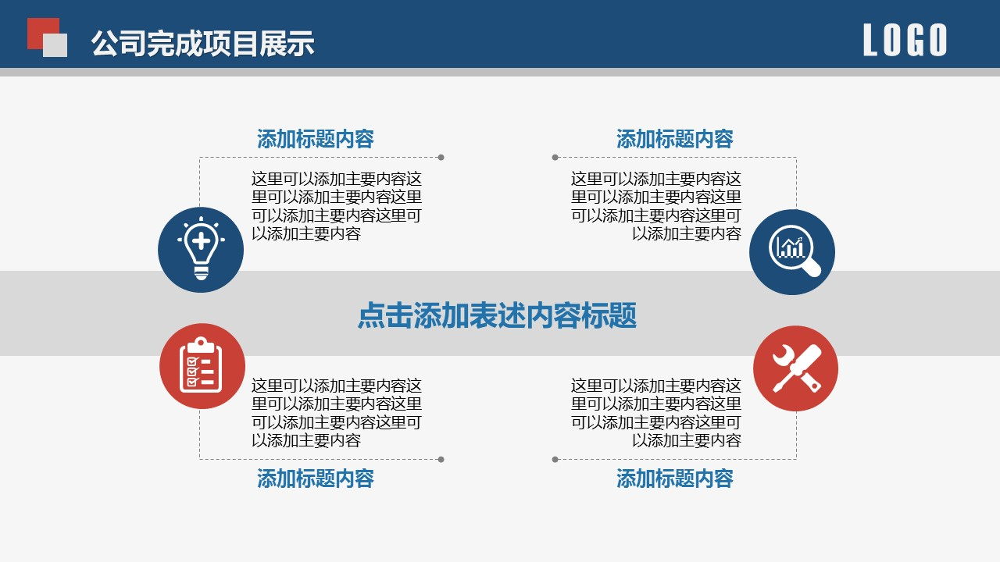 公司完成项目展示
LOGO
添加标题内容
这里可以添加主要内容这
里可以添加主要内容这里
可以添加主要内容这里可
以添加主要内容
添加标题内容
这里可以添加主要内容这
里可以添加主要内容这里
可以添加主要内容这里可
以添加主要内容
点击添加表述内容标题
这里可以添加主要内容这
里可以添加主要内容这里
可以添加主要内容这里可
以添加主要内容
添加标题内容
这里可以添加主要内容这
里可以添加主要内容这里
可以添加主要内容这里可
以添加主要内容
添加标题内容